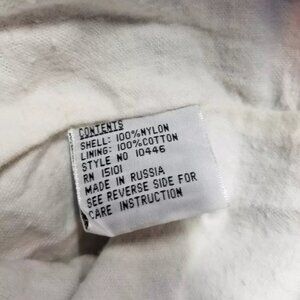 CONTENTS
SHELL: 100%NYLON
LINING: 100%COTTON
STYLE NO 10446
RN 15101
MADE IN RUSSIA
SEE REVERSE SIDE FOR
CARE INSTRUCTION